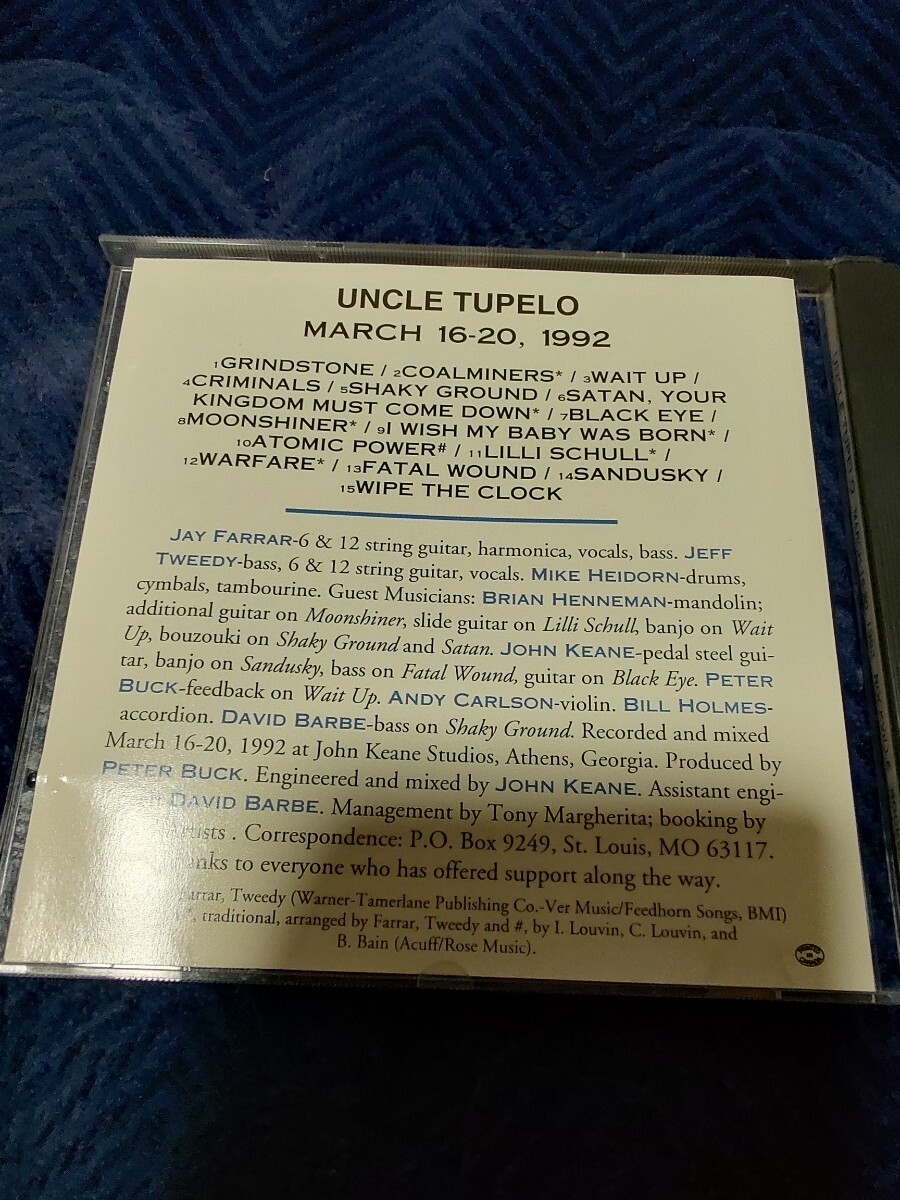 UNCLE TUPELO
MARCH 16-20, 1992
1GRINDSTONE / 2COALMINERS* / 3WAIT UP /
4CRIMINALS / 5SHAKY GROUND / 6SATAN, YOUR
KINGDOM MUST COME DOWN* / 7BLACK EYE /
8MOONSHINER* / 9I WISH MY BABY WAS BORN* /
10ATOMIC POWER# / 11LILLI SCHULL* /
12WARFARE* / 13FATAL WOUND / 14SANDUSKY /
15WIPE THE CLOCK
JAY FARRAR-6 & 12 string guitar, harmonica, vocals, bass. JEFF
TWEEDY-bass, 6 & 12 string guitar, vocals. MIKE HEIDORN-drums,
cymbals, tambourine. Guest Musicians: BRIAN HENNEMAN-mandolin;
additional guitar on Moonshiner, slide guitar on Lilli Schull, banjo on Wait
Up, bouzouki on Shaky Ground and Satan. JOHN KEANE-pedal steel gui-
tar, banjo on Sandusky, bass on Fatal Wound, guitar on Black Eye. PETER
BUCK-feedback on Wait Up. ANDY CARLSON-violin. BILL HOLMES-
accordion. DAVID BARBE-bass on Shaky Ground. Recorded and mixed
March 16-20, 1992 at John Keane Studios, Athens, Georgia. Produced by
PETER BUCK. Engineered and mixed by JOHN KEANE. Assistant engi-
DAVID BARBE. Management by Tony Margherita; booking by
. Correspondence: P.O. Box 9249, St. Louis, MO 63117.
to everyone who has offered support along the way.
Farrar, Tweedy (Warner-Tamerlane Publishing Co.-Ver Music/Feedhorn Songs, BMI)
traditional, arranged by Farrar, Tweedy and #, by I. Louvin, C. Louvin, and
B. Bain (Acuff/Rose Music).